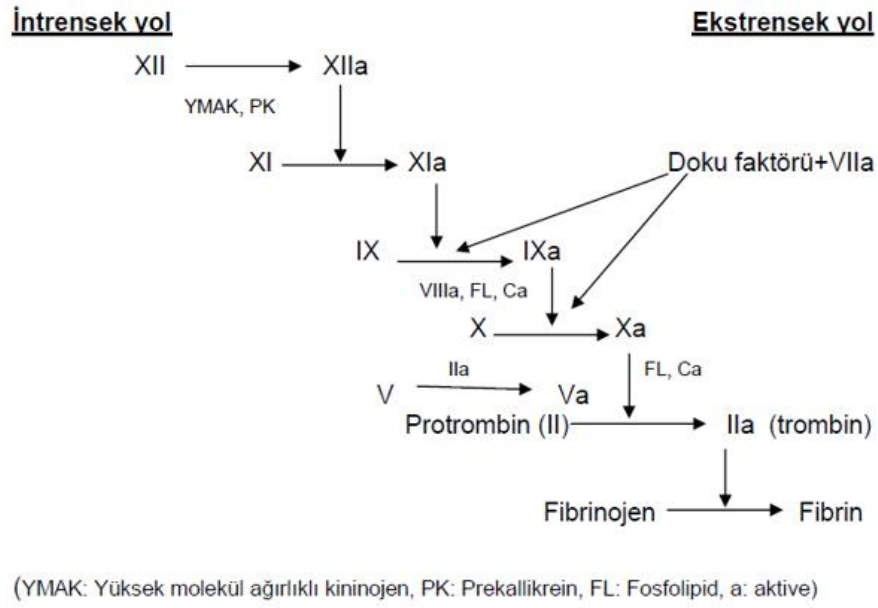 İntrensek yol
Ekstrensek yol
XII
XIIa
YMAK, PK
XI
XIa
Doku faktörü+VIIa
IX
IXa
VIIIa, FL, Ca
X
Xa
IIa
FL, Ca
V
Va
Protrombin (II)
IIa (trombin)
Fibrinojen
Fibrin
(YMAK: Yüksek molekül ağırlıklı kininojen, PK: Prekallikrein, FL: Fosfolipid, a: aktive)